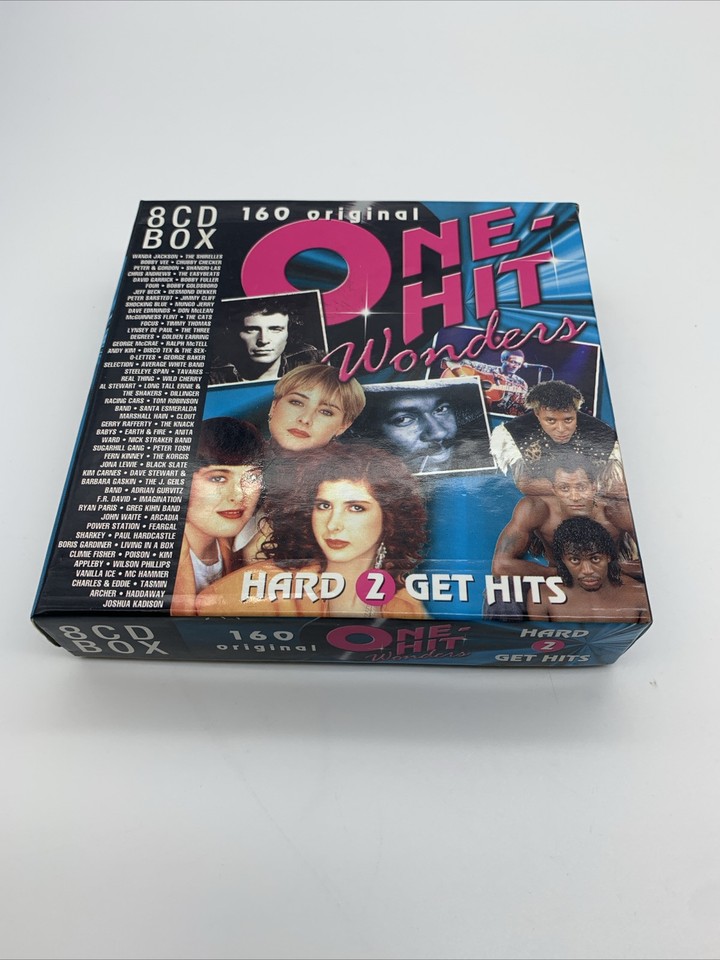 8CD
BOX
160 original
ONE-
HIT
Wonders
WANDA JACKSON • THE SHIRELLES
BOBBY VEE • CHUBBY CHECKER
PETER & GORDON • SHANGRI-LAS
CHRIS ANDREWS • THE EASYBEATS
DAVID GARRICK • BOBBY FULLER
FOUR • BOBBY GOLDSBORO
JEFF BECK • DESMOND DEKKER
PETER SARSTEDT • JIMMY CLIFF
SHOCKING BLUE • MUNGO JERRY
DAVE EDMUNDS • DON McLEAN
McGUINNESS FLINT • THE CATS
FOCUS • TIMMY THOMAS
LYNSEY DE PAUL • THE THREE
DEGREES • GOLDEN EARRING
GEORGE McCRAE • RALPH McTELL
ANDY KIM • DISCO TEX & THE SEX-
O-LETTES • GEORGE BAKER
SELECTION • AVERAGE WHITE BAND
STEELEYE SPAN • TAVARES
REAL THING • WILD CHERRY
AL STEWART • LONG TALL ERNIE &
THE SHAKERS • DILLINGER
RACING CARS • TOM ROBINSON
BAND • SANTA ESMERALDA
MARSHALL HAIN • CLOUT
GERRY RAFFERTY • THE KNACK
BABYS • EARTH & FIRE • ANITA
WARD • NICK STRAKER BAND
SUGARHILL GANG • PETER TOSH
FERN KINNEY • THE KORGIS
JONA LEWIE • BLACK SLATE
KIM CARNES • DAVE STEWART &
BARBARA GASKIN • THE J. GEILS
BAND • ADRIAN GURVITZ
F.R. DAVID • IMAGINATION
RYAN PARIS • GREG KIHN BAND
JOHN WAITE • ARCADIA
POWER STATION • FEARGAL
SHARKEY • PAUL HARDCASTLE
BORIS GARDINER • LIVING IN A BOX
CLIMIE FISHER • POISON • KIM
APPLEBY • WILSON PHILLIPS
VANILLA ICE • MC HAMMER
CHARLES & EDDIE • TASMIN
ARCHER • HADDAWAY
JOSHUA KADISON
HARD 2 GET HITS
8CD
BOX
160
original
ONE-
HIT
Wonders
HARD
2
GET HITS